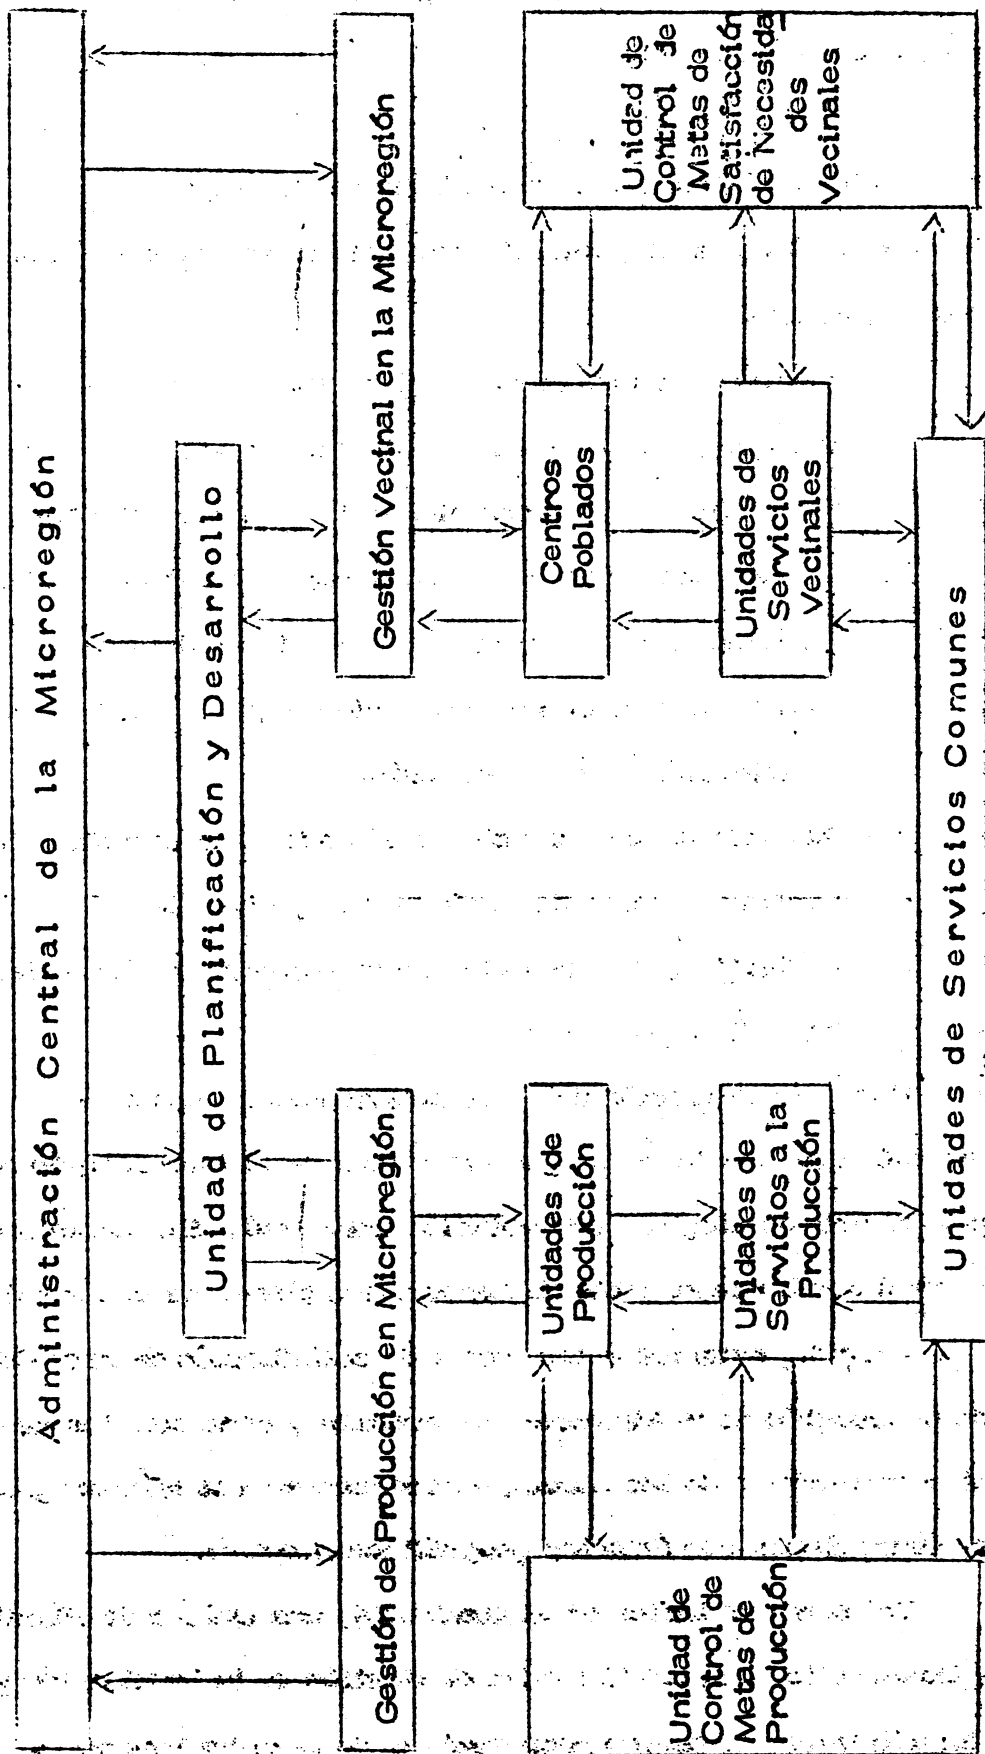 Administración Central de la Microregión
Unidad de Planificación y Desarrollo
Gestión de Producción en Microregión.
Gestión Vecinal en la Microregión
Unidades de
Producción
Centros
Poblados
Unidades de
Servicios a la
Producción
Unidades de
Servicios
Vecinales
Unidad de
Control de
Metas de
Producción
Unidad de
Control de
Metas de
Satisfacción
de Necesida_
des
Vecinales
Unidades de Servicios Comunes